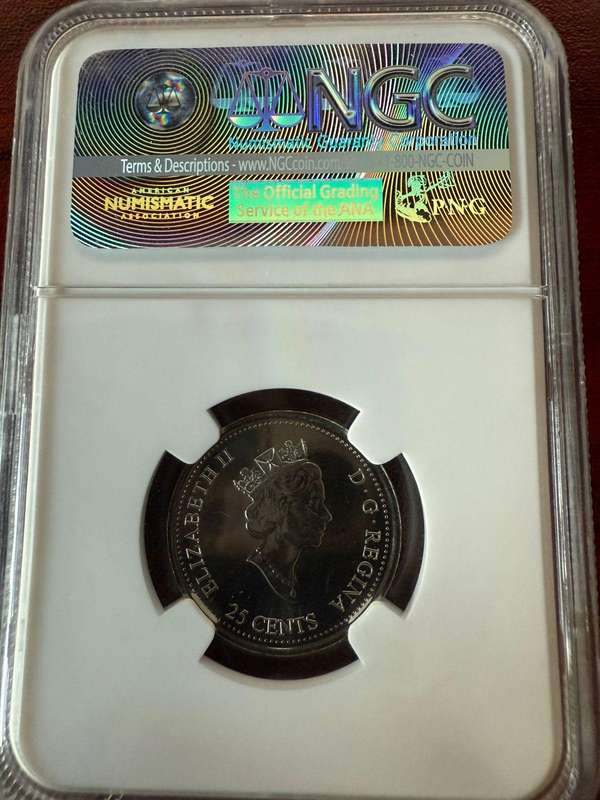 NGC
Numismatic Guaranty Corporation
Terms & Descriptions - www.NGCcoin.com
800-NGC-COIN
AMERICAN
NUMISMATIC
ASSOCIATION
The Official Grading
Service of the ANA
PNG
ELIZABETH II
D·G·REGINA
25 CENTS